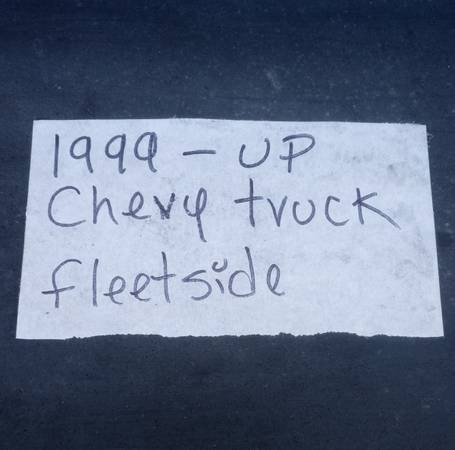 1999 - UP
Chevy truck
fleetside